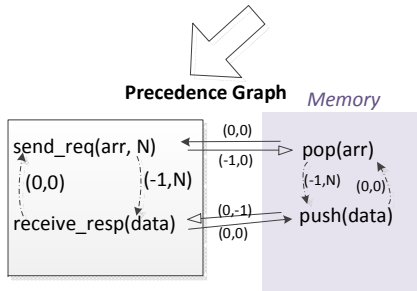 Precedence Graph
Memory
(0,0)
send_req(arr, N)
pop(arr)
(-1,0)
(0,0)
(-1,N)
(-1,N)
(0,0)
(0,-1)
receive_resp(data)
push(data)
(0,0)